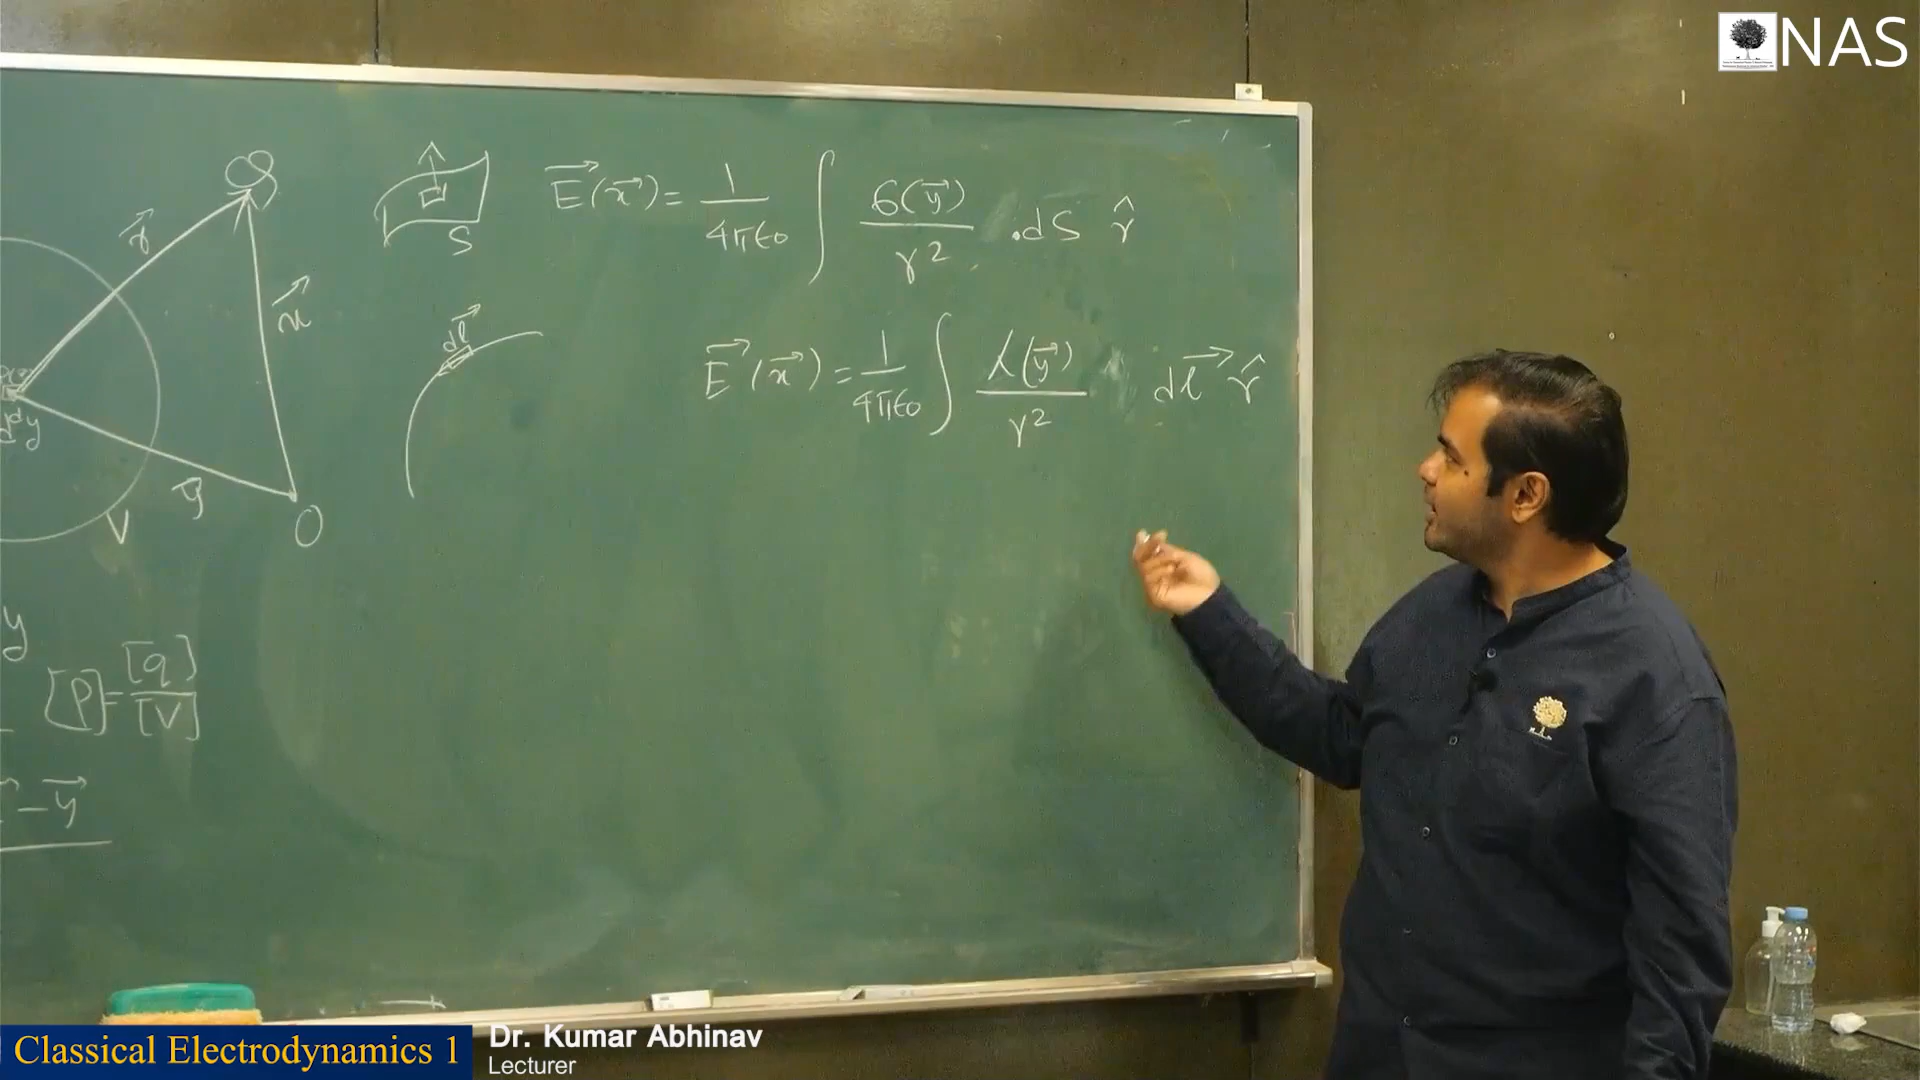 NAS
S
E⃗(x⃗) = 1/4πϵ₀ ∫ σ(y⃗)/r² .dS r̂
r⃗
x⃗
dl⃗
E⃗(x⃗) = 1/4πϵ₀ ∫ λ(y⃗)/r² dl⃗ r̂
y⃗
V
O
y
[ρ] = [q]/[V]
− y⃗
Classical Electrodynamics 1
Dr. Kumar Abhinav
Lecturer